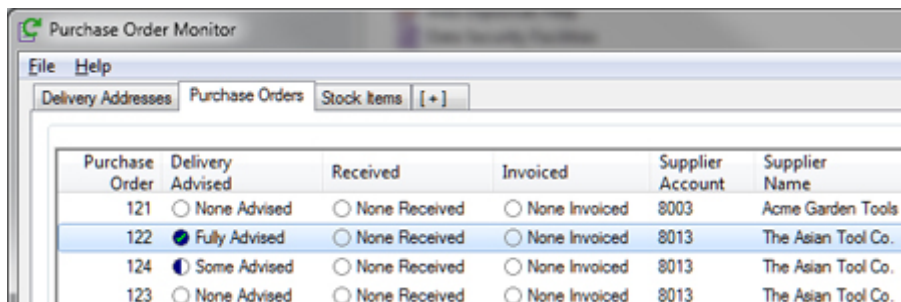 Purchase Order Monitor
File Help
Delivery Addresses Purchase Orders Stock Items [+]
Purchase Order Delivery Advised Received Invoiced Supplier Account Supplier Name
121 None Advised None Received None Invoiced 8003 Acme Garden Tools
122 Fully Advised None Received None Invoiced 8013 The Asian Tool Co.
124 Some Advised None Received None Invoiced 8013 The Asian Tool Co.
123 None Advised None Received None Invoiced 8013 The Asian Tool Co.